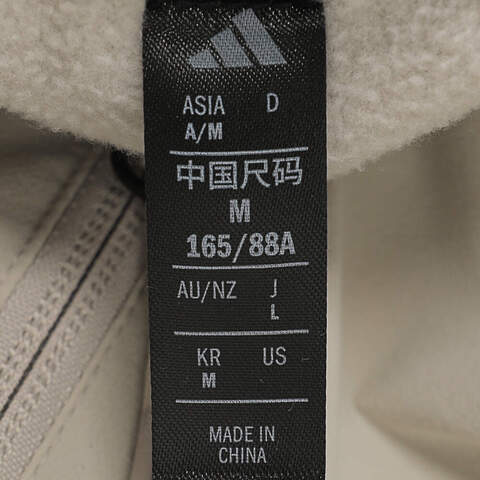 ASIA D
A/M
中国尺码
M
165/88A
AU/NZ J
L
KR US
M
MADE IN
CHINA